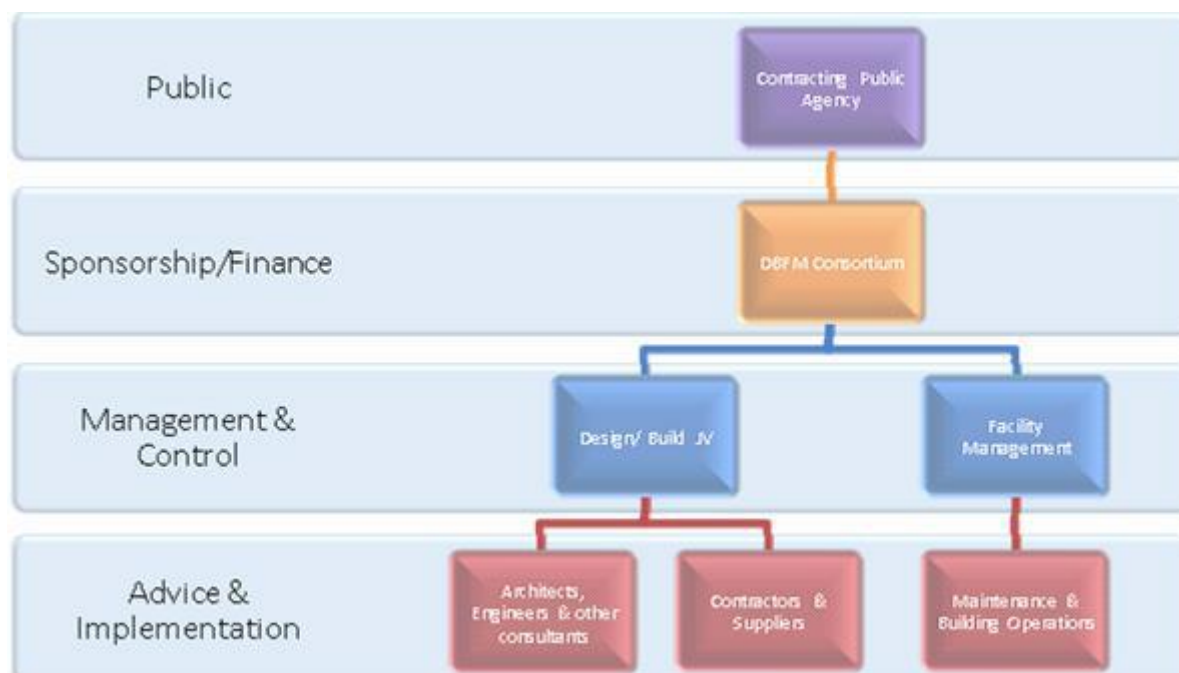 Public
Contracting Public
Agency
Sponsorship/Finance
DBFM Consortium
Management &
Control
Design/ Build JV
Facility
Management
Advice &
Implementation
Architects,
Engineers & other
consultants
Contractors &
Suppliers
Maintenance &
Building Operations